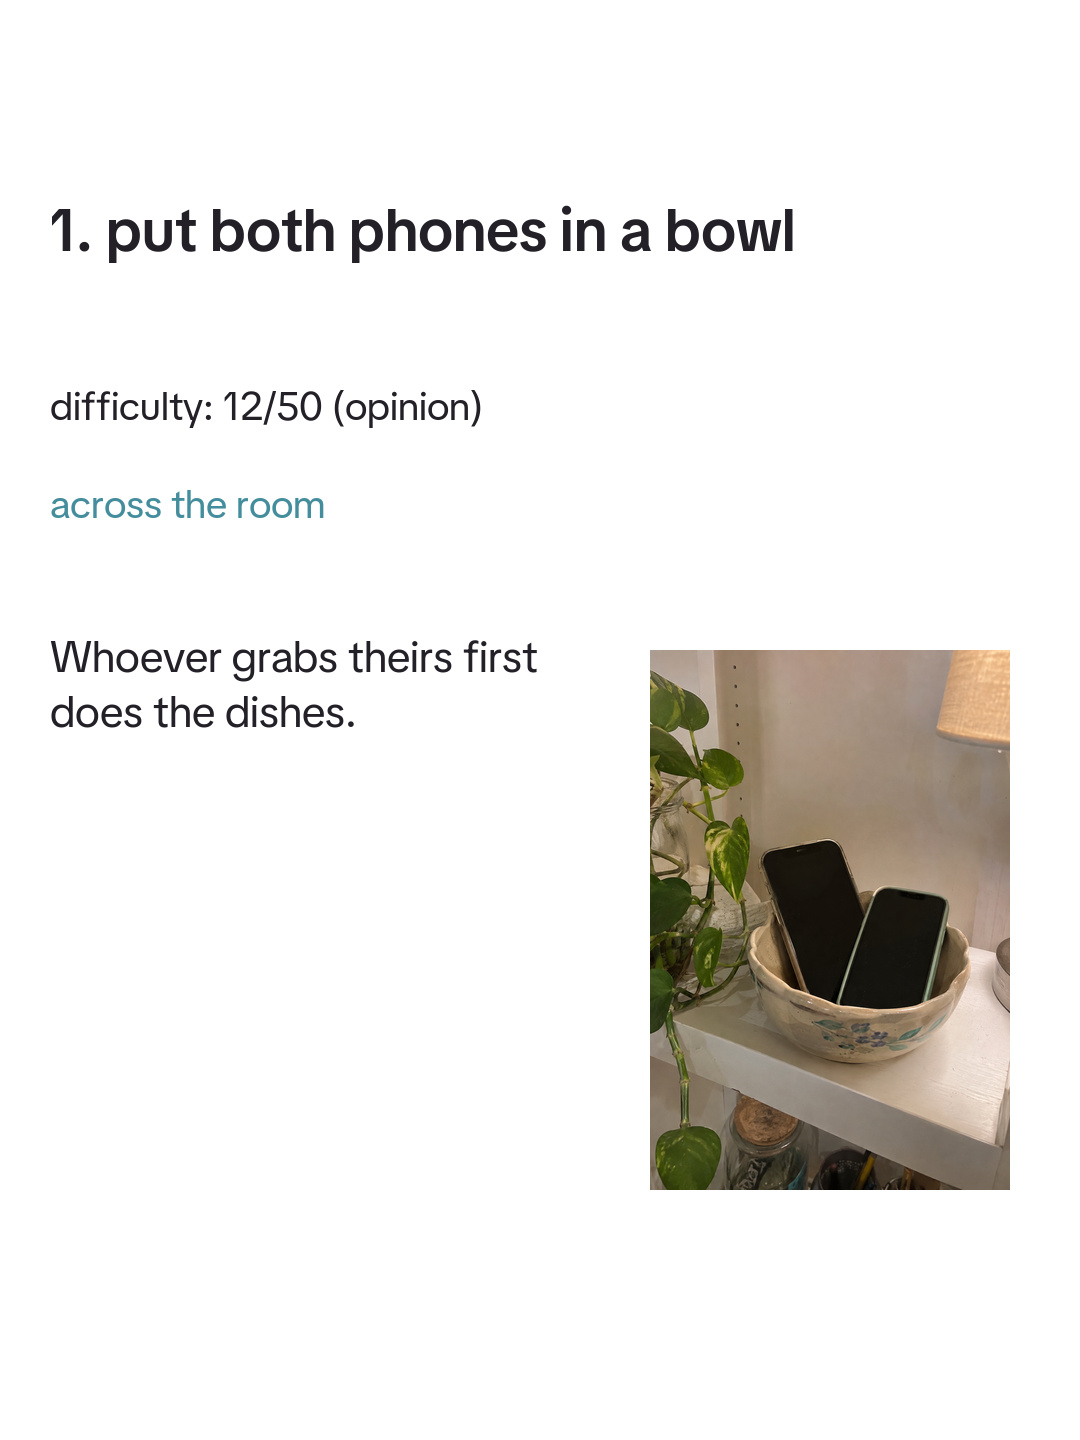 1. put both phones in a bowl
difficulty: 12/50 (opinion)
across the room
Whoever grabs theirs first
does the dishes.